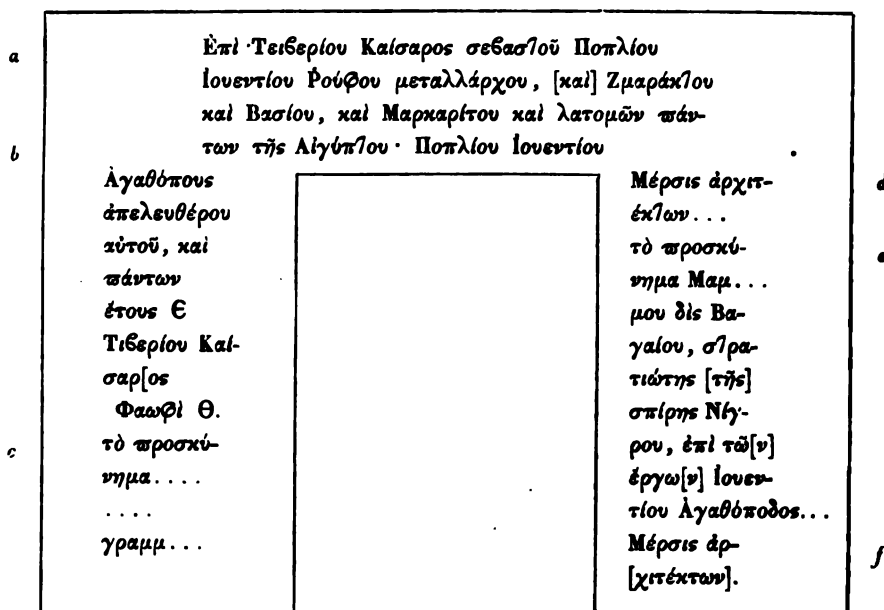 a
Ἐπὶ Τειβερίου Καίσαρος σεβαστοῦ Ποπλίου
Ἰουεντίου Ῥούφου μεταλλάρχου, [καὶ] Ζμαράκτου
καὶ Βασίου, καὶ Μαρκαρίτου καὶ λατομῶν πάν-
b
των τῆς Αἰγύπτου· Ποπλίου Ἰουεντίου
Ἀγαθόπους
ἀπελευθέρου
αὐτοῦ, καὶ
πάντων
ἔτους Є
Τιβερίου Καί-
σαρ[ος
Φαωφὶ Θ.
c
τὸ προσκύ-
νημα....
....
γραμμ...
d
Μέρσις ἀρχιτ-
έκτων...
e
τὸ προσκύ-
νημα Μαμ...
μου δὶς Βα-
γαίου, στρα-
τιώτης [τῆς]
σπίρης Νίγ-
ρου, ἐπὶ τῶ[ν]
ἔργω[ν] Ἰουεν-
τίου Ἀγαθόποδος...
f
Μέρσις ἀρ-
[χιτέκτων].